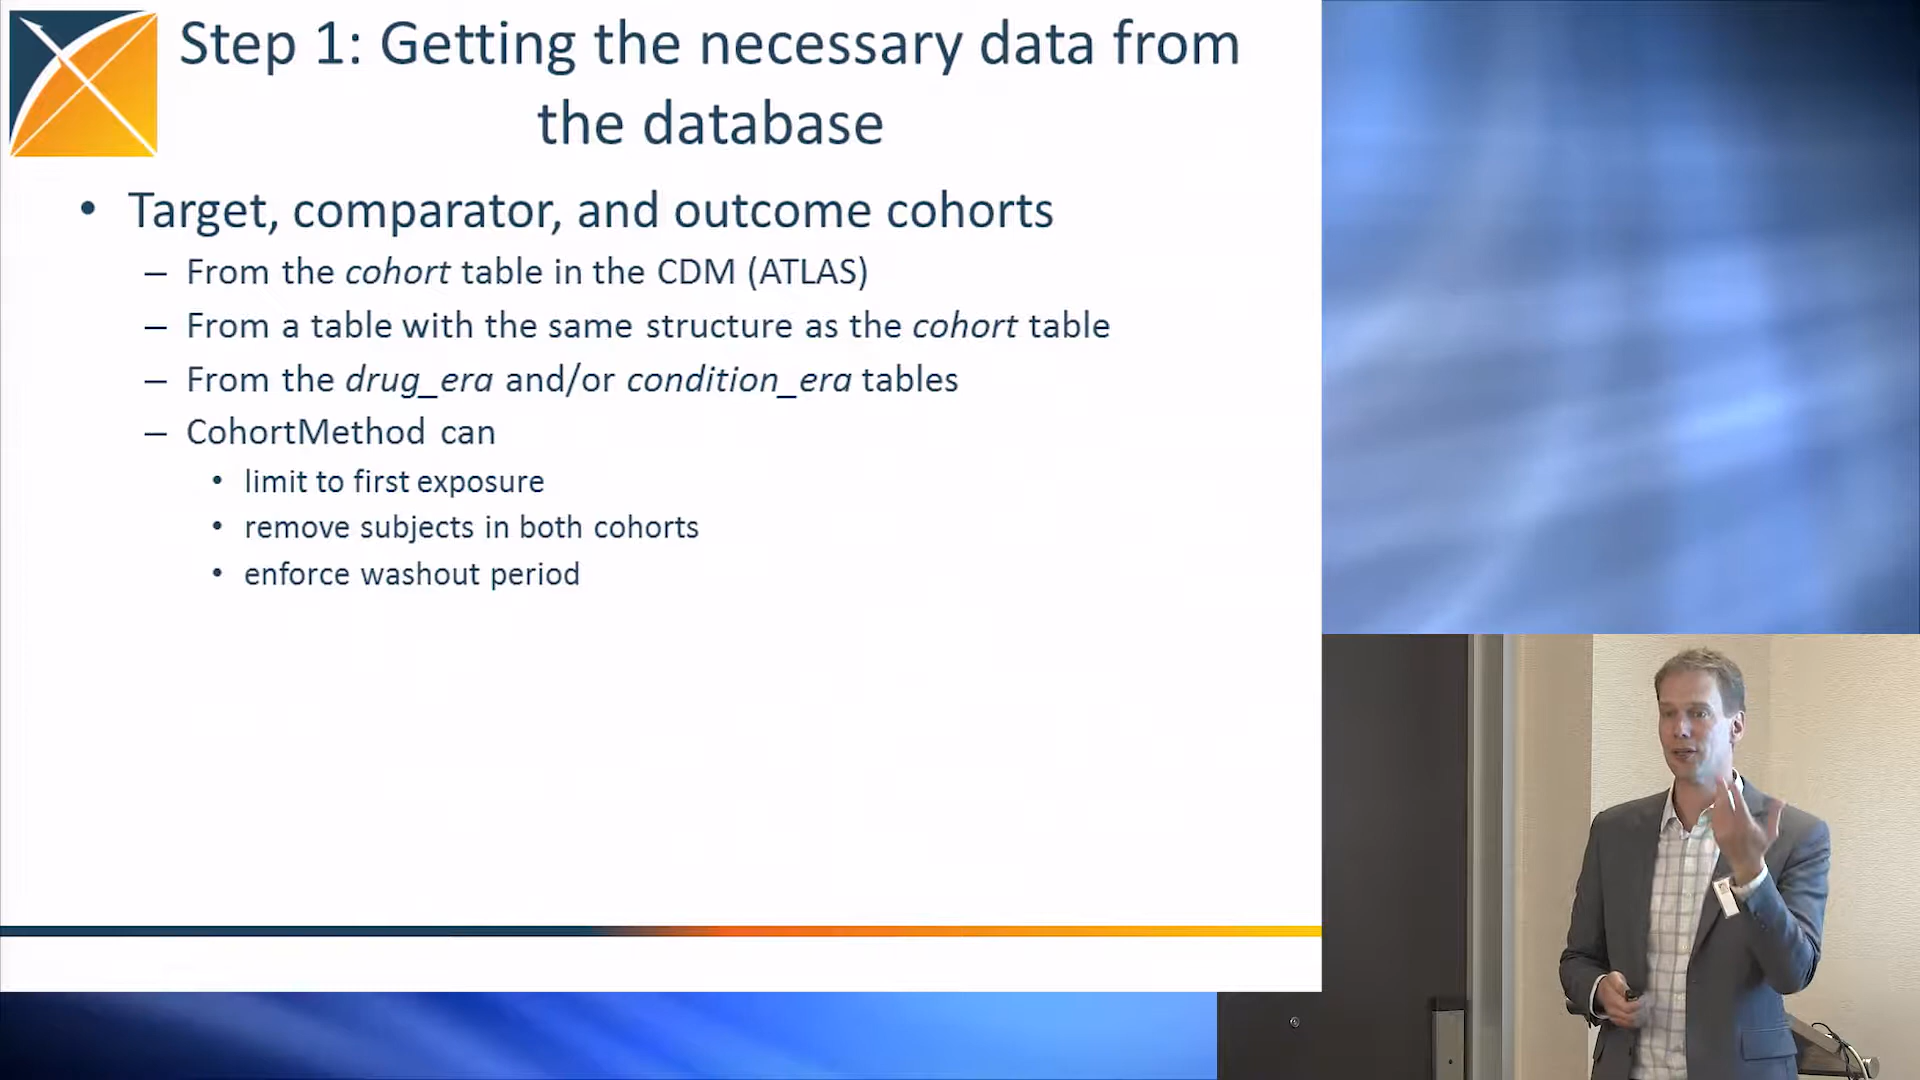 Step 1: Getting the necessary data from
the database
• Target, comparator, and outcome cohorts
– From the cohort table in the CDM (ATLAS)
– From a table with the same structure as the cohort table
– From the drug_era and/or condition_era tables
– CohortMethod can
• limit to first exposure
• remove subjects in both cohorts
• enforce washout period